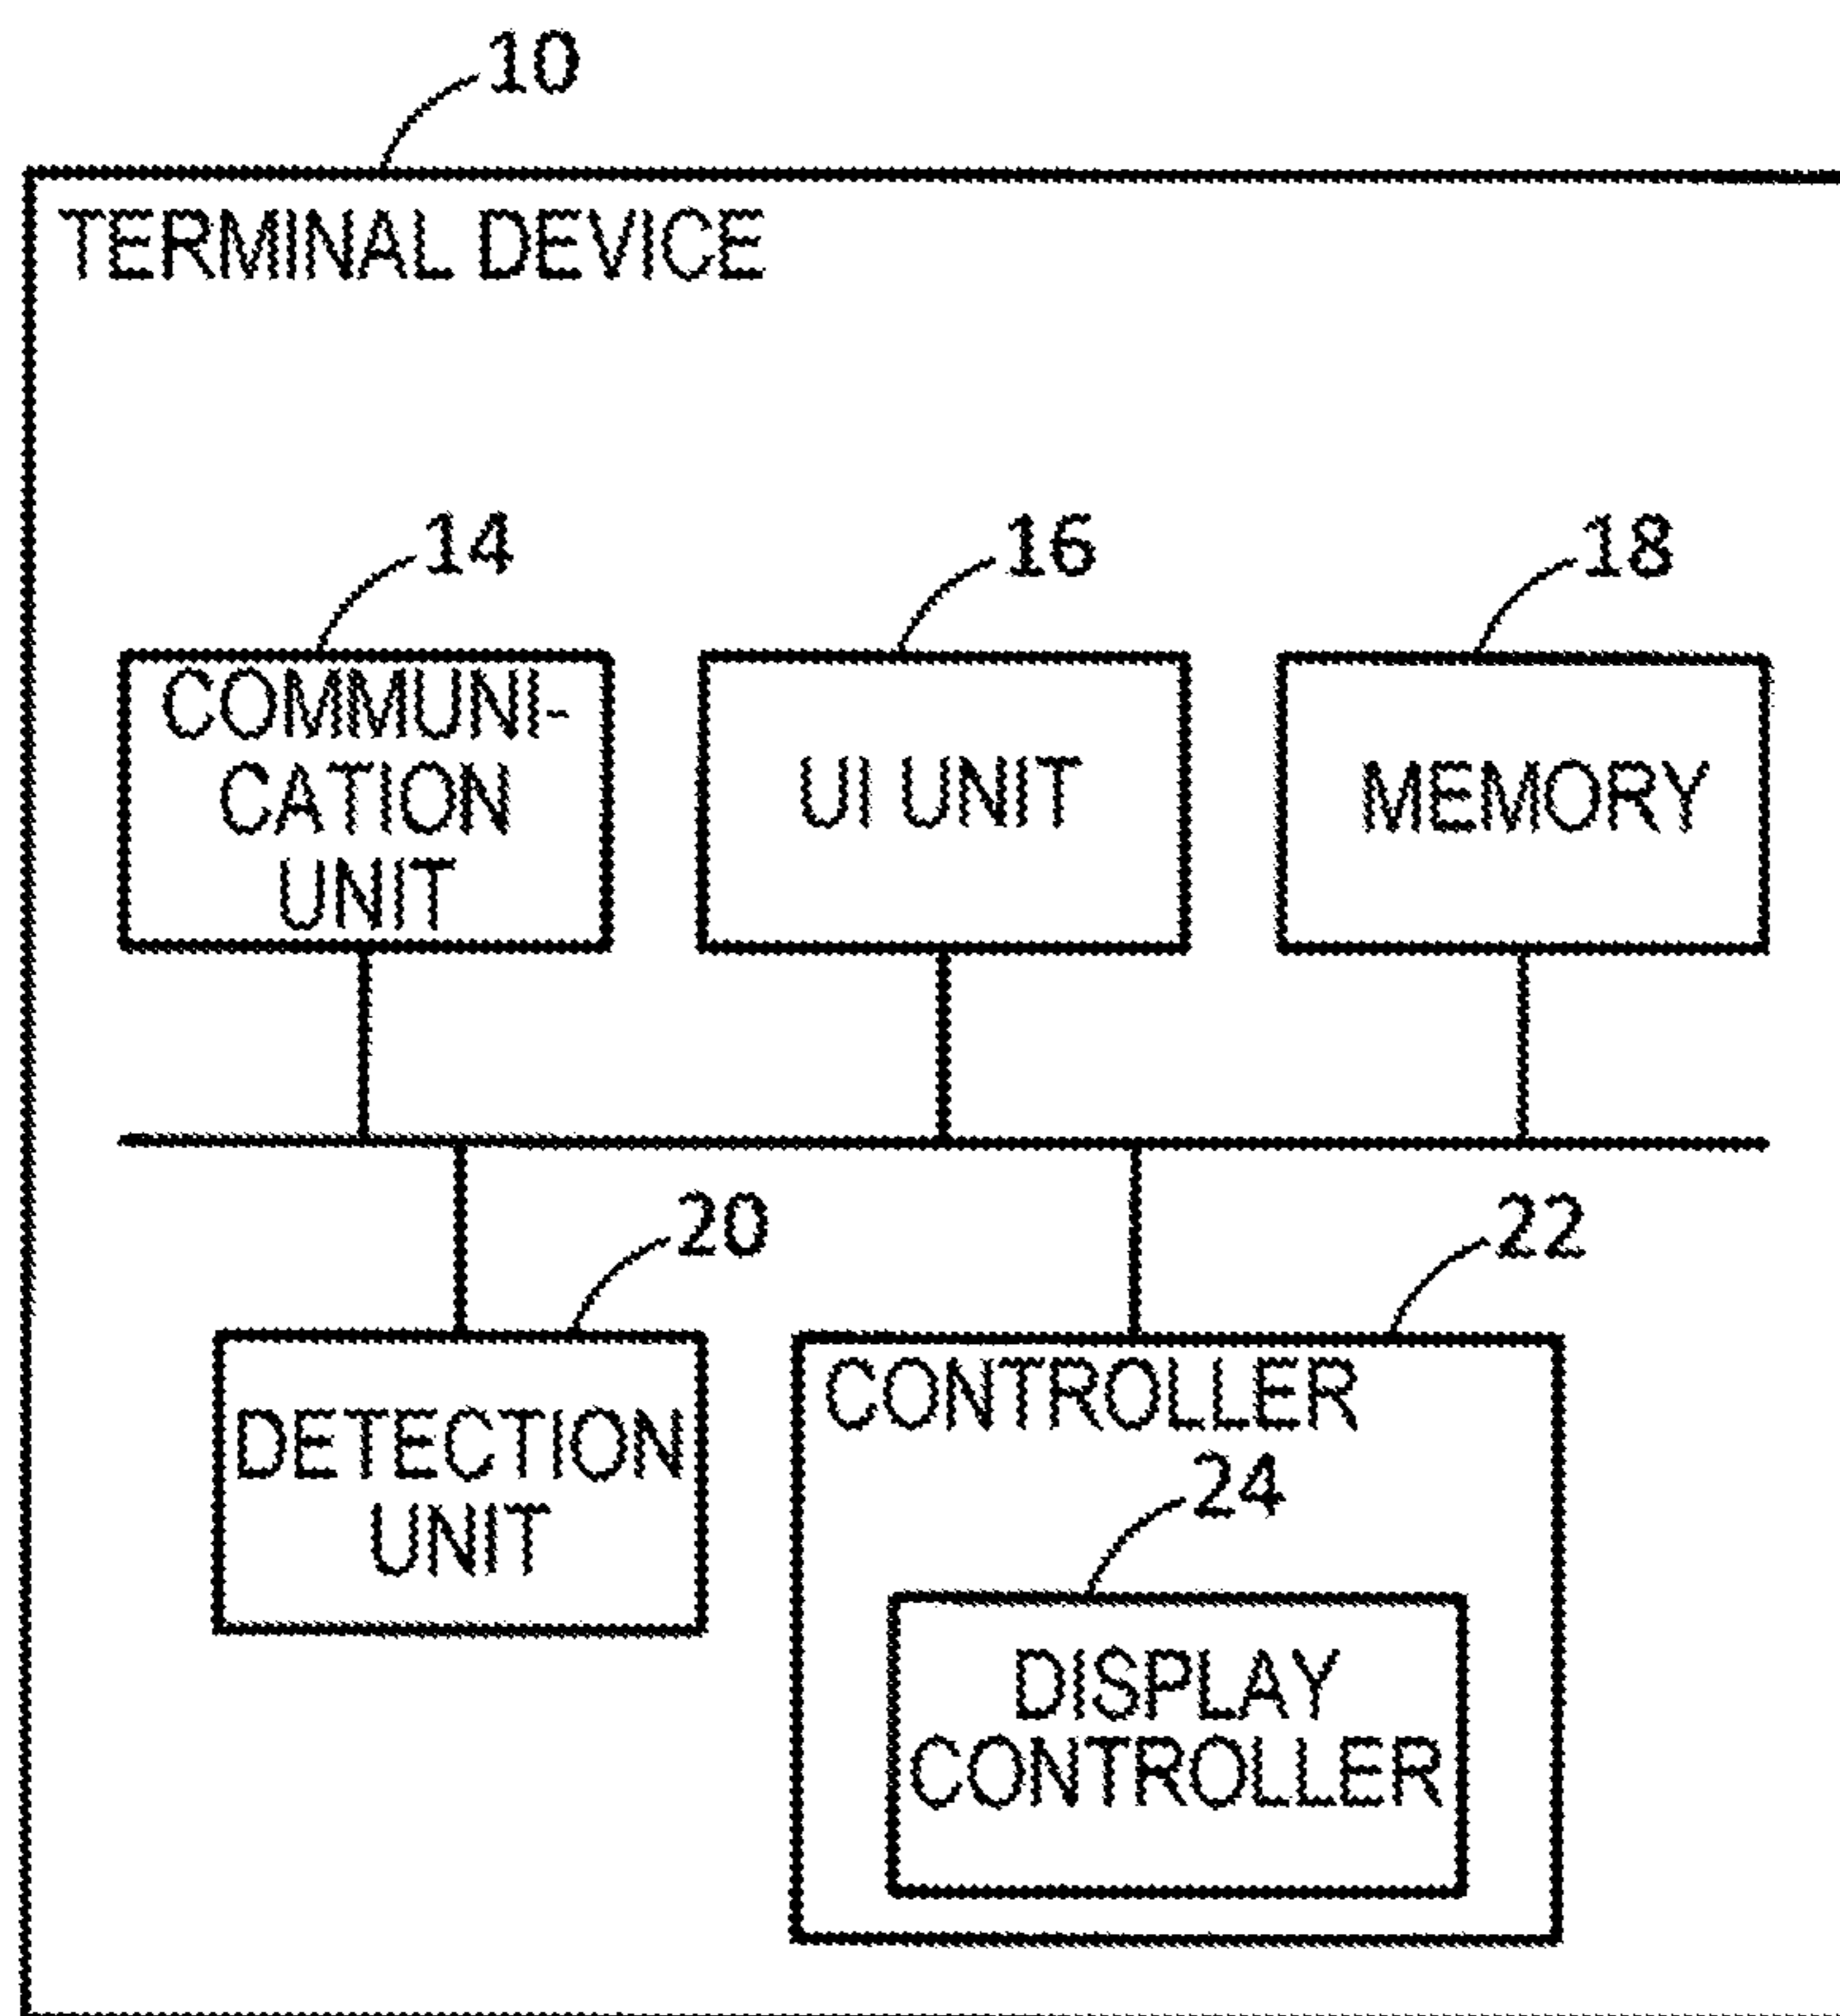 10
TERMINAL DEVICE
14
16
18
COMMUNI-
CATION
UNIT
UI UNIT
MEMORY
20
22
DETECTION
UNIT
CONTROLLER
24
DISPLAY
CONTROLLER